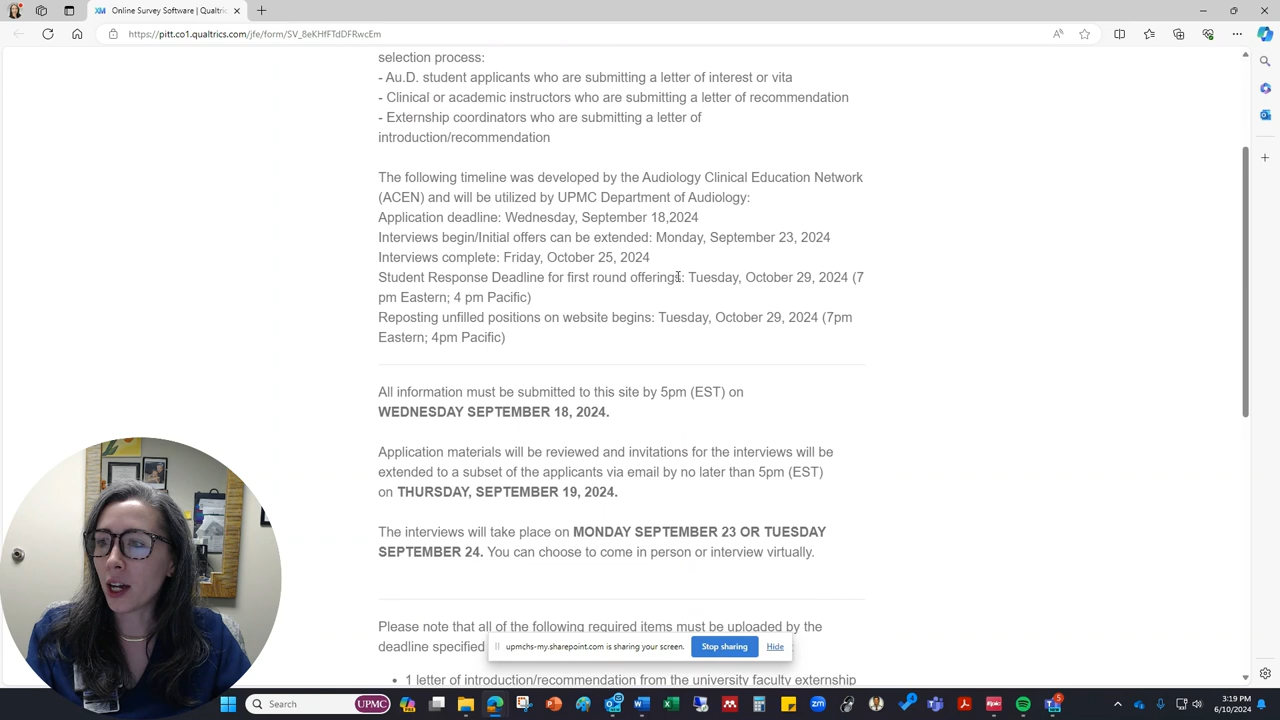 Online Survey Software | Qualtri
https://pitt.co1.qualtrics.com/jfe/form/SV_8eKHfFTdDFRwcEm
selection process:
- Au.D. student applicants who are submitting a letter of interest or vita
- Clinical or academic instructors who are submitting a letter of recommendation
- Externship coordinators who are submitting a letter of
introduction/recommendation
The following timeline was developed by the Audiology Clinical Education Network
(ACEN) and will be utilized by UPMC Department of Audiology:
Application deadline: Wednesday, September 18,2024
Interviews begin/Initial offers can be extended: Monday, September 23, 2024
Interviews complete: Friday, October 25, 2024
Student Response Deadline for first round offerings: Tuesday, October 29, 2024 (7
pm Eastern; 4 pm Pacific)
Reposting unfilled positions on website begins: Tuesday, October 29, 2024 (7pm
Eastern; 4pm Pacific)
All information must be submitted to this site by 5pm (EST) on
WEDNESDAY SEPTEMBER 18, 2024.
Application materials will be reviewed and invitations for the interviews will be
extended to a subset of the applicants via email by no later than 5pm (EST)
on THURSDAY, SEPTEMBER 19, 2024.
The interviews will take place on MONDAY SEPTEMBER 23 OR TUESDAY
SEPTEMBER 24. You can choose to come in person or interview virtually.
Please note that all of the following required items must be uploaded by the
deadline specified
upmchs-my.sharepoint.com is sharing your screen. Stop sharing Hide
• 1 letter of introduction/recommendation from the university faculty externship
Search UPMC
3:19 PM
6/10/2024